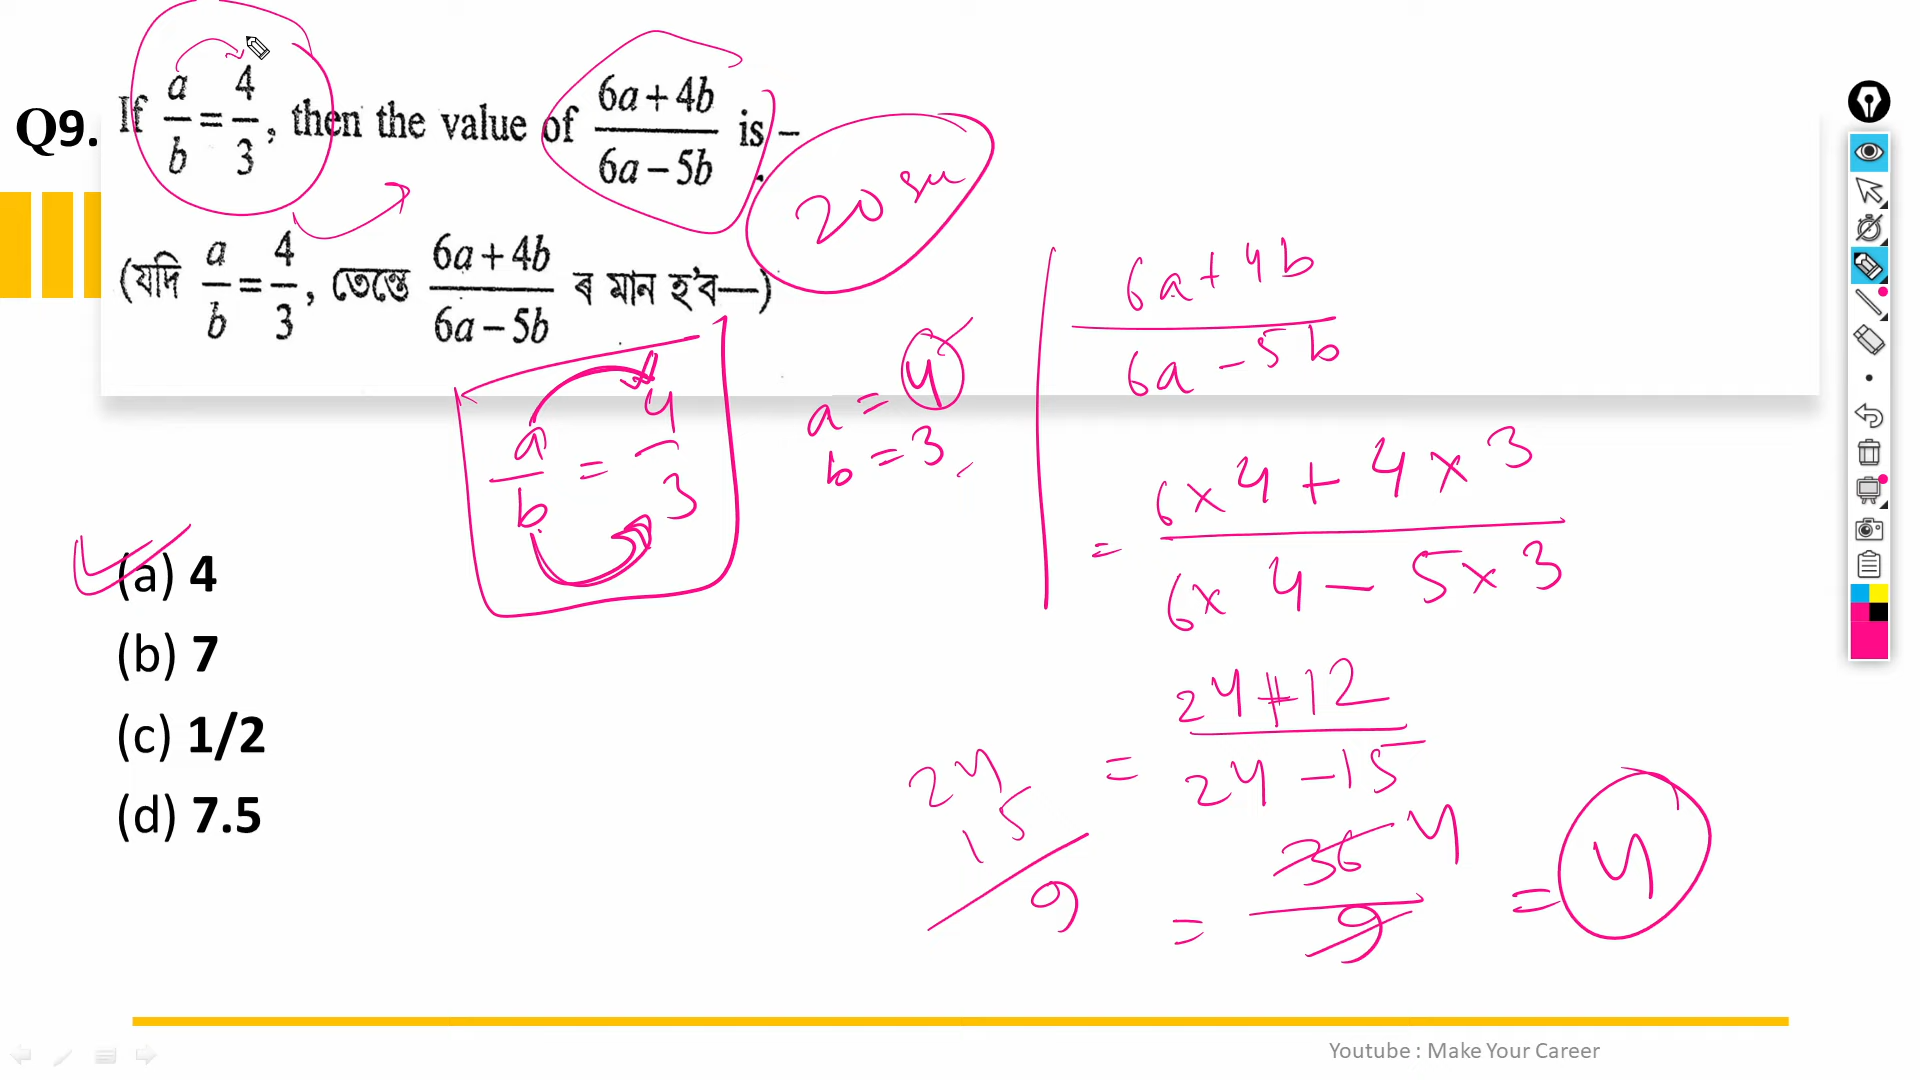 Q9. If a/b = 4/3, then the value of (6a+4b)/(6a−5b) is –
(যদি a/b = 4/3, তেন্তে (6a+4b)/(6a−5b) ৰ মান হ'ব—)
20 su
a/b = 4/3
a = 4
b = 3
(6a+4b)/(6a−5b)
= (6×4+4×3)/(6×4−5×3)
= (24+12)/(24−15)
24
15
9
= 36/9 4 = 4
(a) 4
(b) 7
(c) 1/2
(d) 7.5
Youtube : Make Your Career